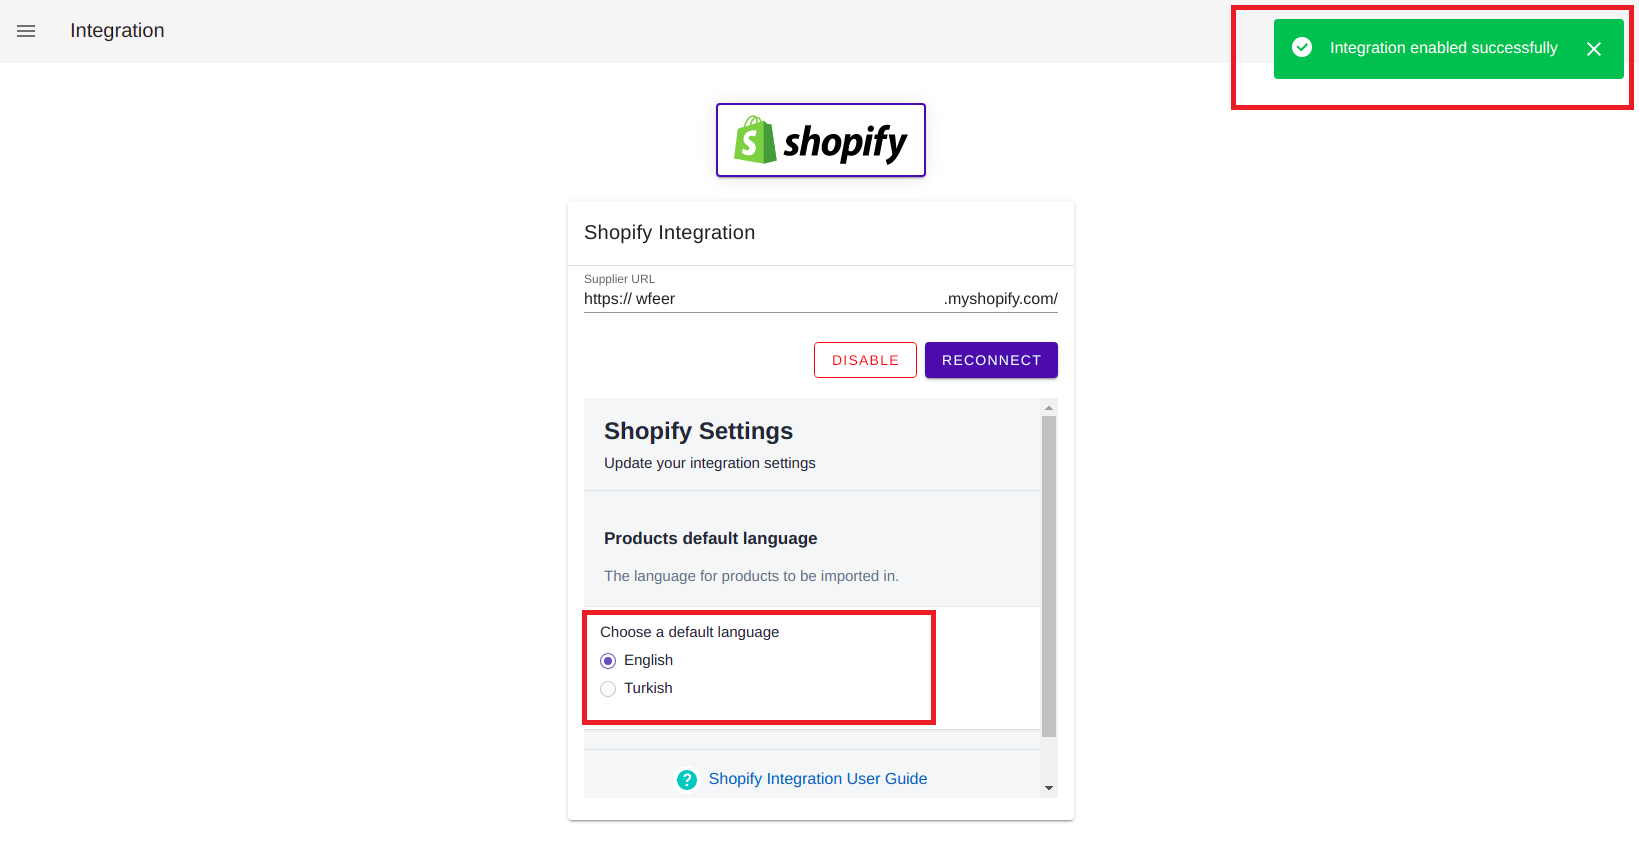 Integration
Integration enabled successfully
shopify
Shopify Integration
Supplier URL
https:// wfeer .myshopify.com/
DISABLE RECONNECT
Shopify Settings
Update your integration settings
Products default language
The language for products to be imported in.
Choose a default language
English
Turkish
? Shopify Integration User Guide